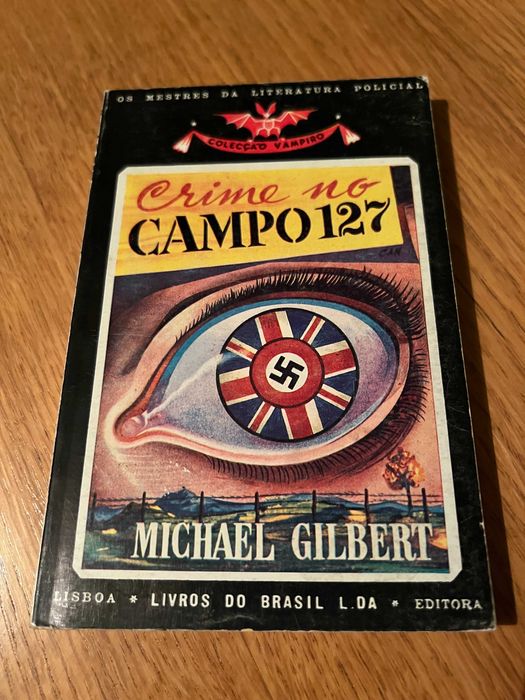 OS MESTRES DA LITERATURA POLICIAL
COLECÇÃO VAMPIRO
Crime no
CAMPO 127
CAN
MICHAEL GILBERT
LISBOA * LIVROS DO BRASIL L.DA * EDITORA